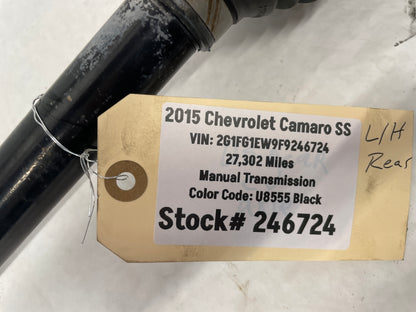 2015 Chevrolet Camaro SS
VIN: 2G1FG1EW9F9246724
27,302 Miles
Manual Transmission
Color Code: U8555 Black
Stock# 246724
L/H
Rear